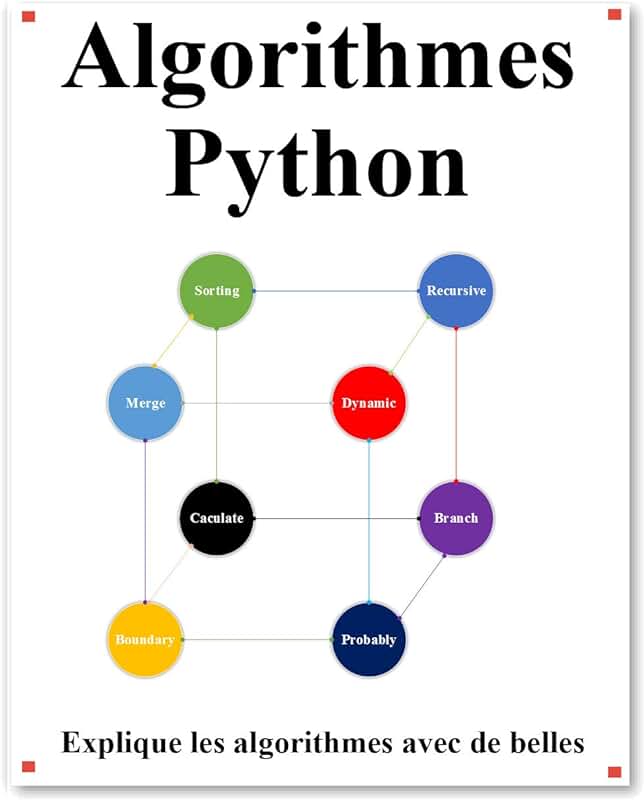 Algorithmes
Python
Sorting
Recursive
Merge
Dynamic
Caculate
Branch
Boundary
Probably
Explique les algorithmes avec de belles